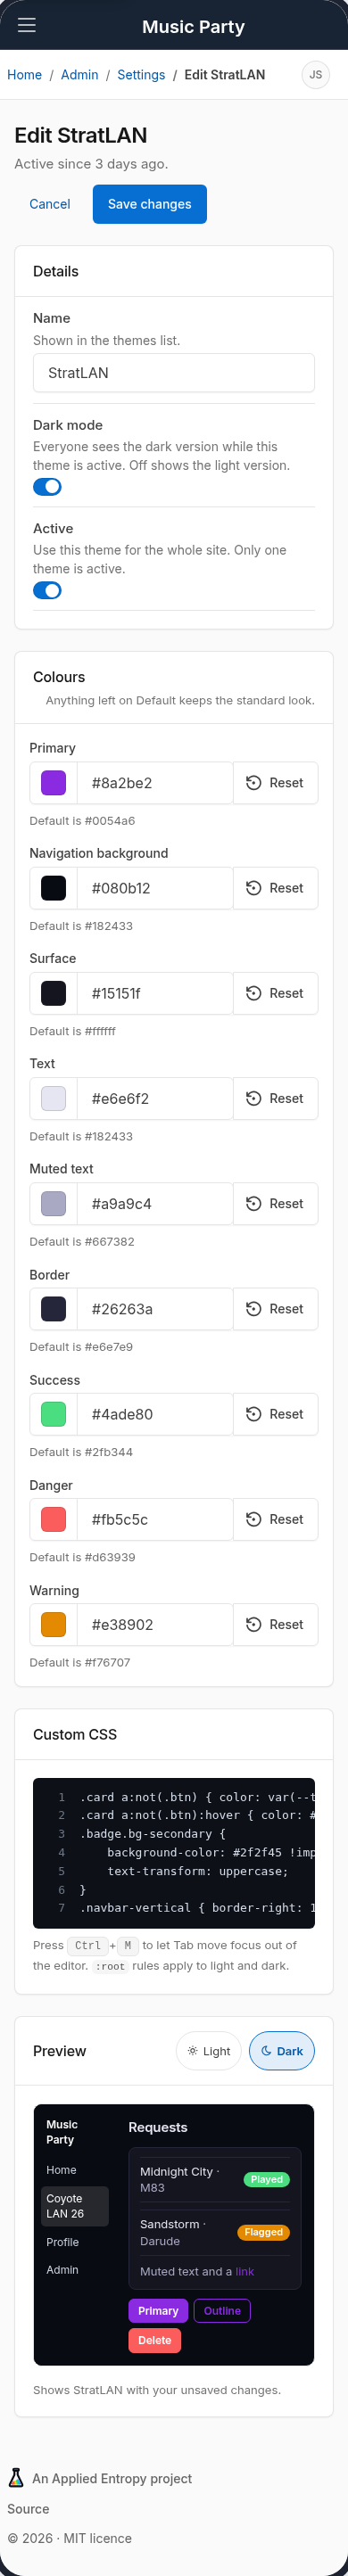 Music Party
Home / Admin / Settings / Edit StratLAN
JS
Edit StratLAN
Active since 3 days ago.
Cancel
Save changes
Details
Name
Shown in the themes list.
StratLAN
Dark mode
Everyone sees the dark version while this
theme is active. Off shows the light version.
Active
Use this theme for the whole site. Only one
theme is active.
Colours
Anything left on Default keeps the standard look.
Primary
#8a2be2
Reset
Default is #0054a6
Navigation background
#080b12
Reset
Default is #182433
Surface
#15151f
Reset
Default is #ffffff
Text
#e6e6f2
Reset
Default is #182433
Muted text
#a9a9c4
Reset
Default is #667382
Border
#26263a
Reset
Default is #e6e7e9
Success
#4ade80
Reset
Default is #2fb344
Danger
#fb5c5c
Reset
Default is #d63939
Warning
#e38902
Reset
Default is #f76707
Custom CSS
1 .card a:not(.btn) { color: var(--t
2 .card a:not(.btn):hover { color: #
3 .badge.bg-secondary {
4 background-color: #2f2f45 !imp
5 text-transform: uppercase;
6 }
7 .navbar-vertical { border-right: 1
Press Ctrl+M to let Tab move focus out of
the editor. :root rules apply to light and dark.
Preview
Light
Dark
Music
Party
Home
Coyote
LAN 26
Profile
Admin
Requests
Midnight City ·
M83
Played
Sandstorm ·
Darude
Flagged
Muted text and a link
Primary
Outline
Delete
Shows StratLAN with your unsaved changes.
An Applied Entropy project
Source
© 2026 · MIT licence